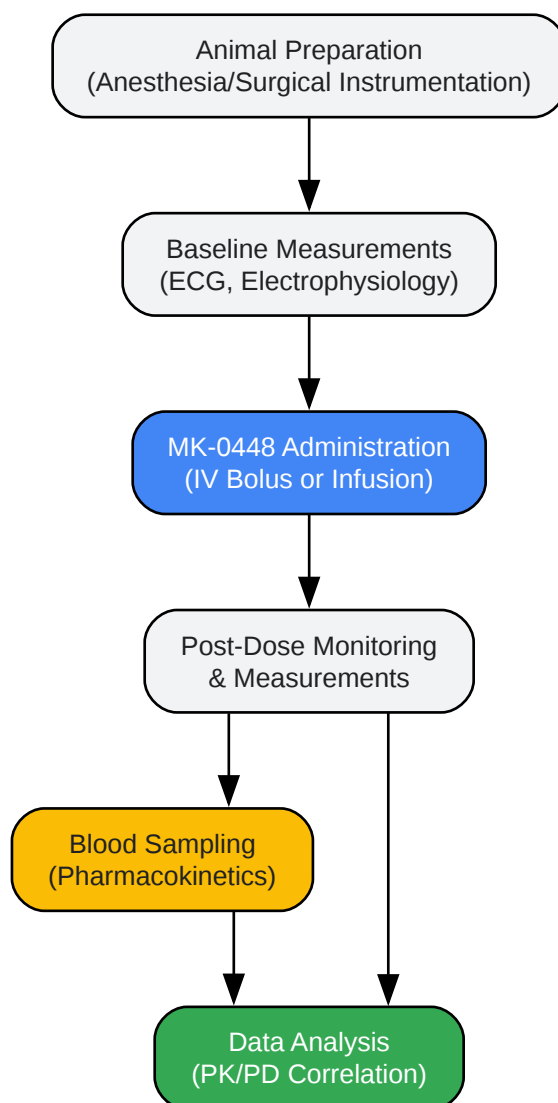 Animal Preparation
(Anesthesia/Surgical Instrumentation)
Baseline Measurements
(ECG, Electrophysiology)
MK-0448 Administration
(IV Bolus or Infusion)
Post-Dose Monitoring
& Measurements
Blood Sampling
(Pharmacokinetics)
Data Analysis
(PK/PD Correlation)